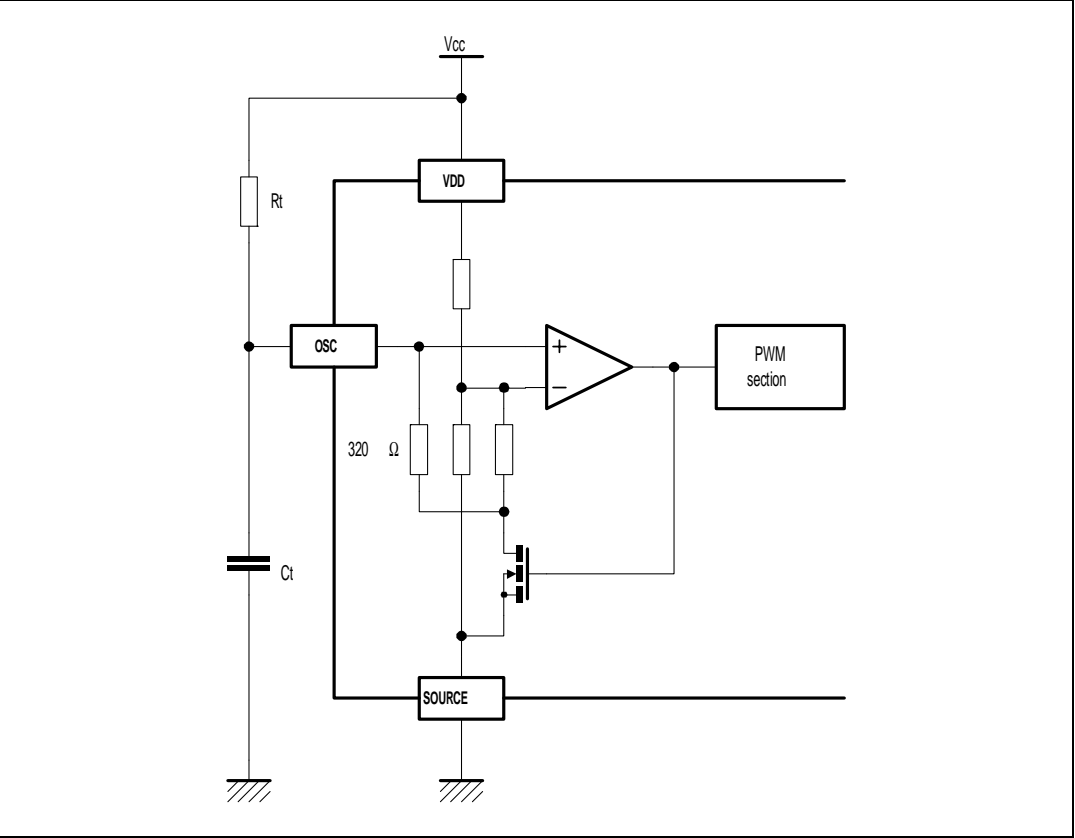 Vcc
VDD
Rt
OSC
+
−
PWM
section
320 Ω
Ct
SOURCE